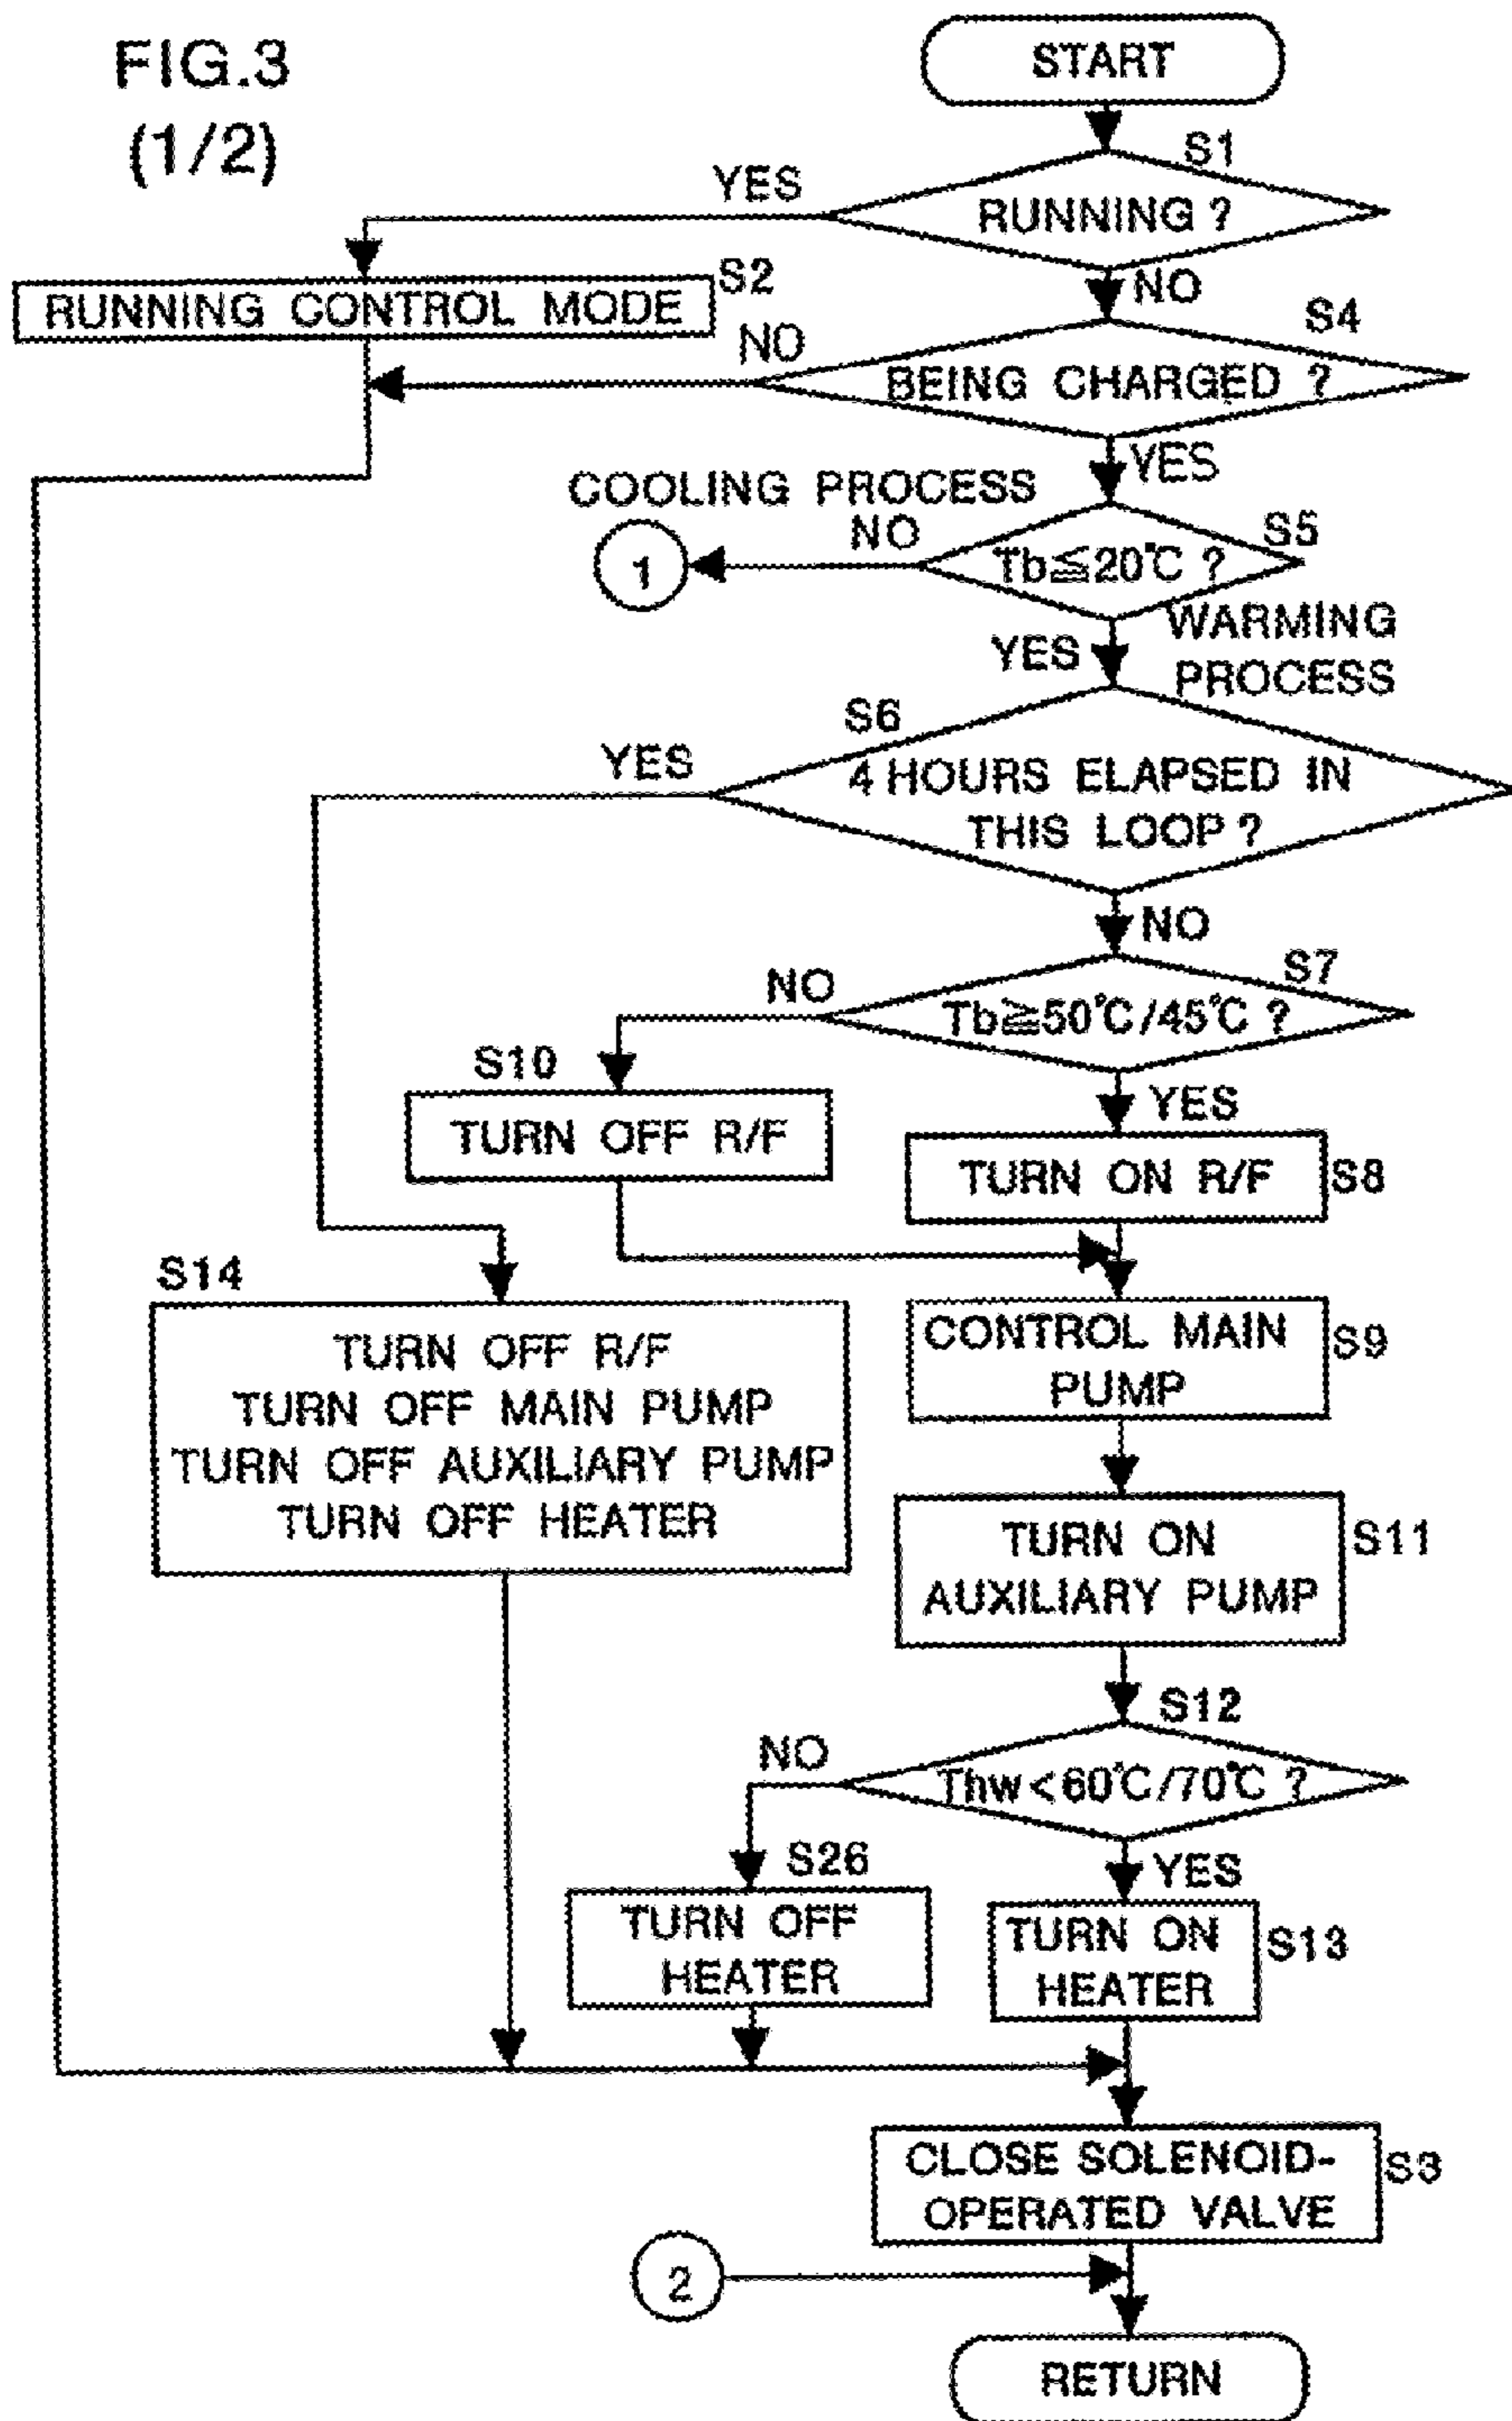 FIG.3
(1/2)
START
S1
YES
RUNNING ?
S2
NO
RUNNING CONTROL MODE
S4
NO
BEING CHARGED ?
YES
COOLING PROCESS
NO
S5
1
Tb≦20℃ ?
YES
WARMING
PROCESS
S6
YES
4 HOURS ELAPSED IN
THIS LOOP ?
NO
S7
NO
Tb≧50℃/45℃ ?
S10
YES
TURN OFF R/F
TURN ON R/F
S8
S14
TURN OFF R/F
TURN OFF MAIN PUMP
TURN OFF AUXILIARY PUMP
TURN OFF HEATER
CONTROL MAIN
PUMP
S9
TURN ON
AUXILIARY PUMP
S11
S12
NO
Thw<60℃/70℃ ?
S26
YES
TURN OFF
HEATER
TURN ON
HEATER
S13
CLOSE SOLENOID-
OPERATED VALVE
S3
2
RETURN